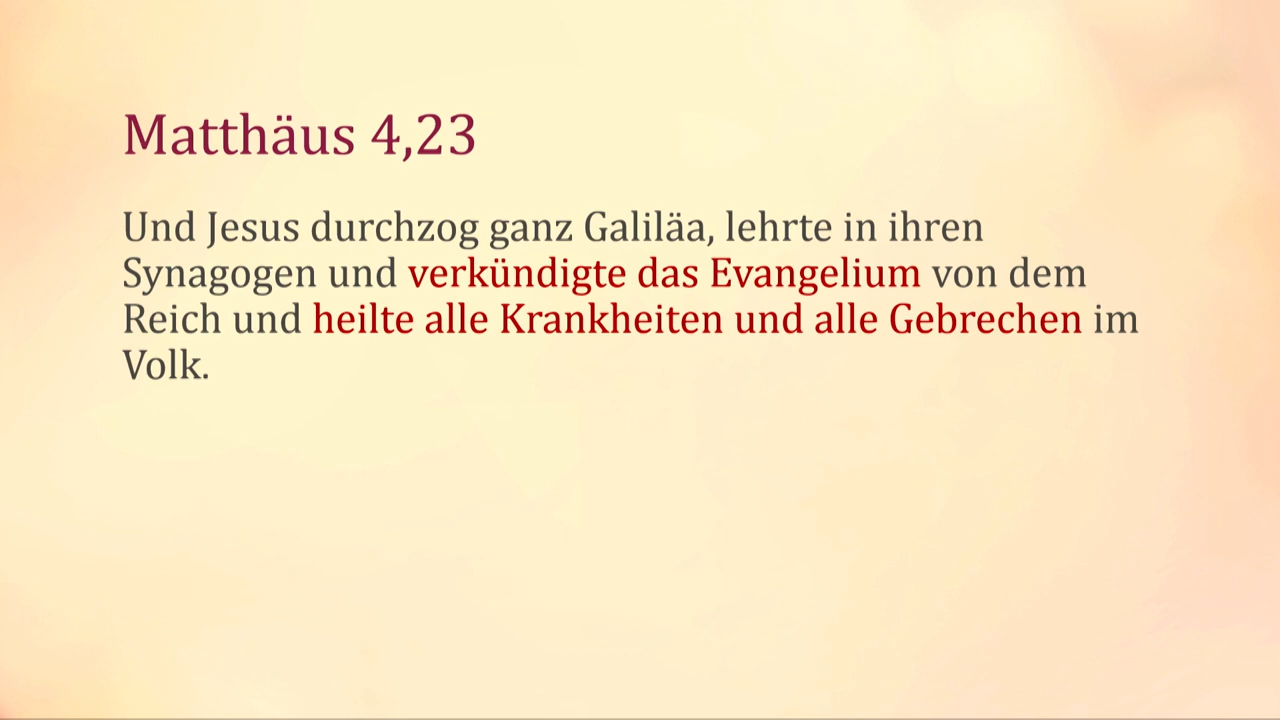 Matthäus 4,23
Und Jesus durchzog ganz Galiläa, lehrte in ihren
Synagogen und verkündigte das Evangelium von dem
Reich und heilte alle Krankheiten und alle Gebrechen im
Volk.